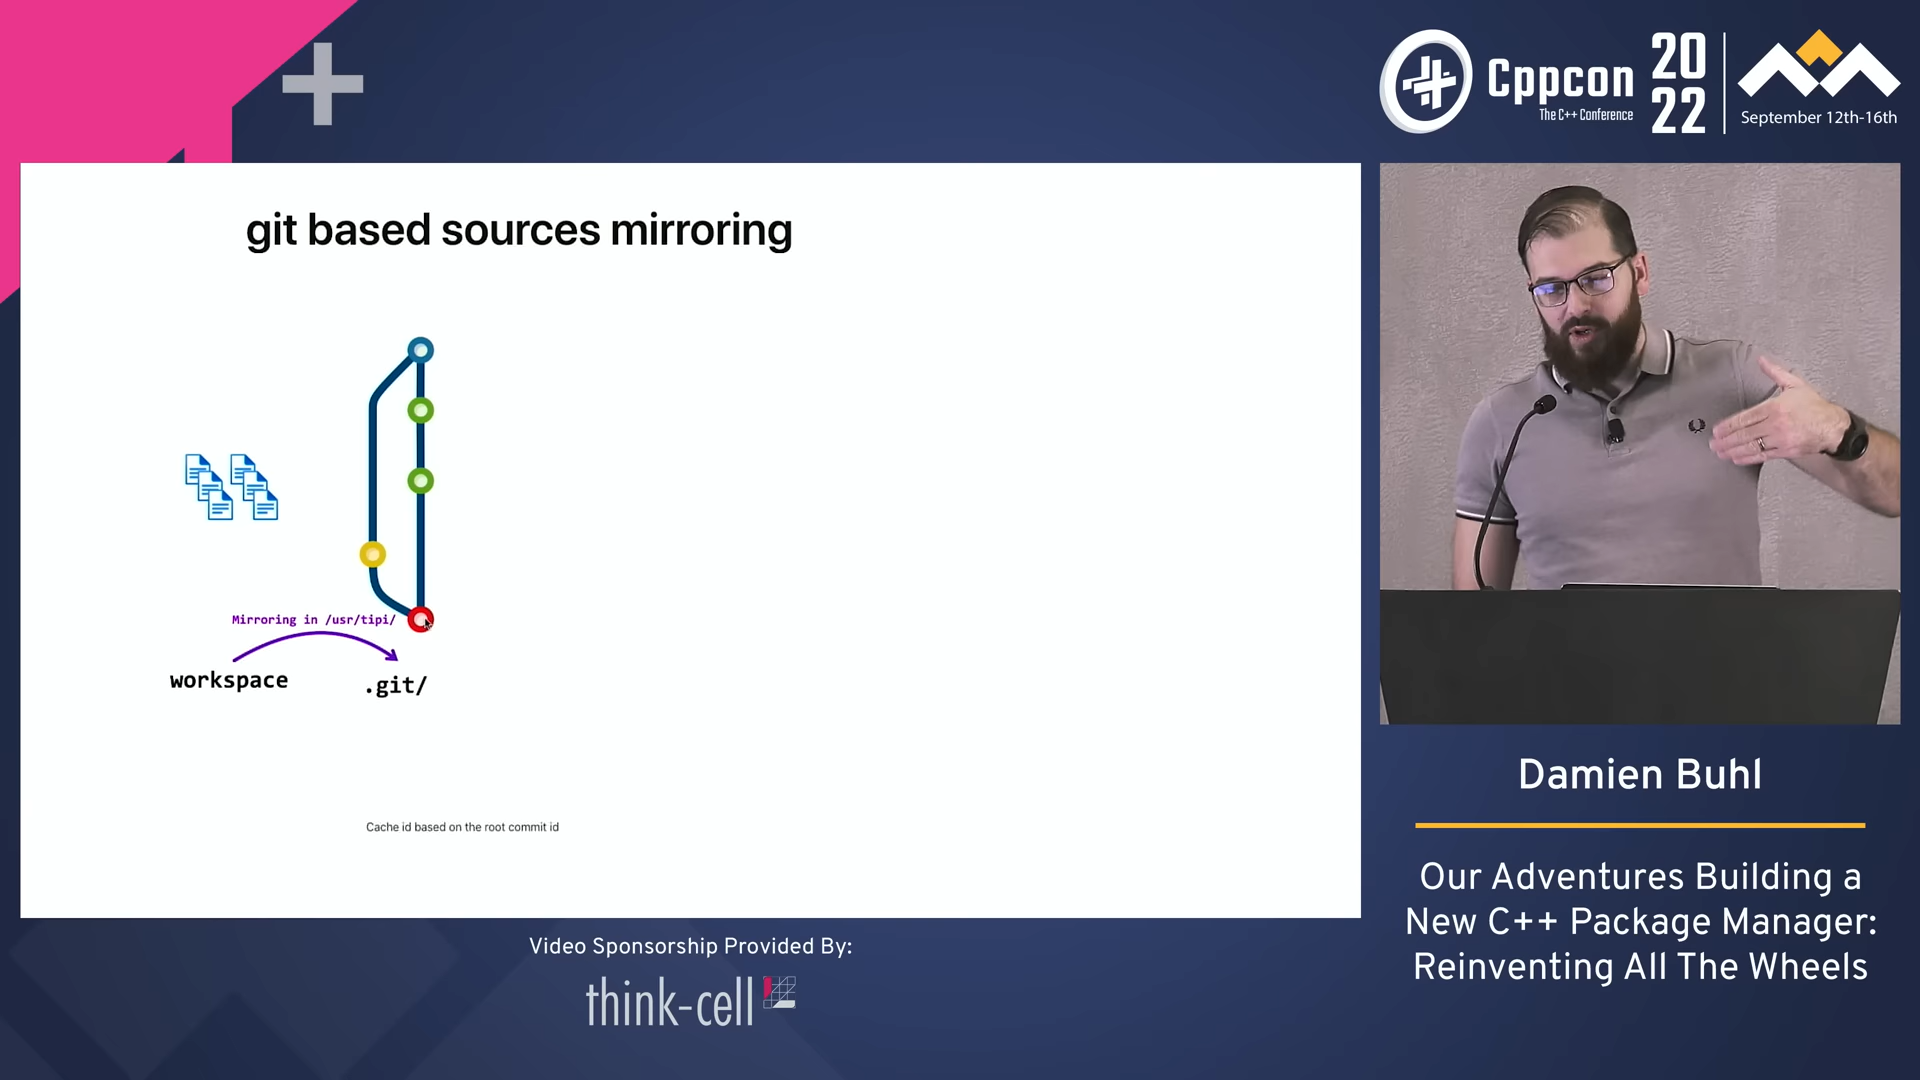 Cppcon
The C++ Conference
20
22
September 12th-16th
git based sources mirroring
Mirroring in /usr/tipi/
workspace
.git/
Cache id based on the root commit id
Damien Buhl
Our Adventures Building a
New C++ Package Manager:
Reinventing All The Wheels
Video Sponsorship Provided By:
think-cell